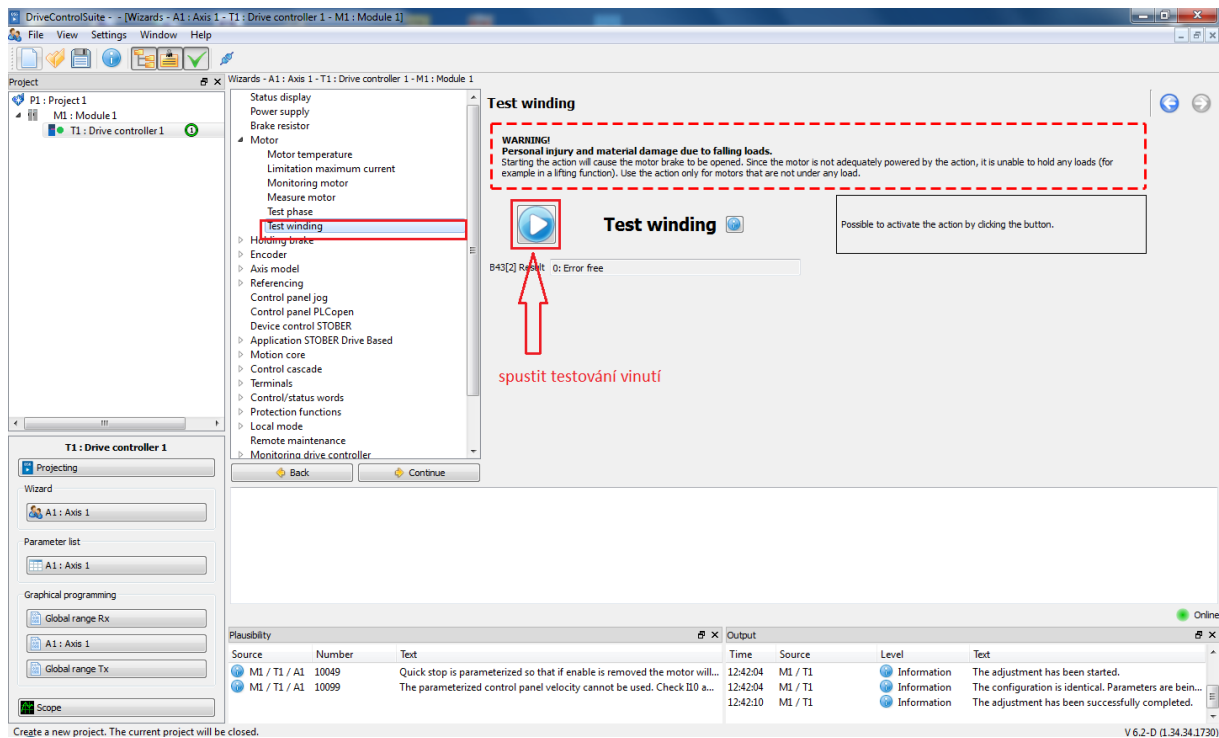 DriveControlSuite - - [Wizards - A1 : Axis 1 - T1 : Drive controller 1 - M1 : Module 1]
File View Settings Window Help
Project
P1 : Project 1
M1 : Module 1
T1 : Drive controller 1
1
Wizards - A1 : Axis 1 - T1 : Drive controller 1 - M1 : Module 1
Status display
Power supply
Brake resistor
Motor
Motor temperature
Limitation maximum current
Monitoring motor
Measure motor
Test phase
Test winding
Holding brake
Encoder
Axis model
Referencing
Control panel jog
Control panel PLCopen
Device control STOBER
Application STOBER Drive Based
Motion core
Control cascade
Terminals
Control/status words
Protection functions
Local mode
Remote maintenance
Monitoring drive controller
Back
Continue
Test winding
WARNING!
Personal injury and material damage due to falling loads.
Starting the action will cause the motor brake to be opened. Since the motor is not adequately powered by the action, it is unable to hold any loads (for
example in a lifting function). Use the action only for motors that are not under any load.
Test winding
Possible to activate the action by clicking the button.
B43[2] Result 0: Error free
spustit testování vinutí
T1 : Drive controller 1
Projecting
Wizard
A1 : Axis 1
Parameter list
A1 : Axis 1
Graphical programming
Global range Rx
A1 : Axis 1
Global range Tx
Scope
Online
Plausibility
Source Number Text
M1 / T1 / A1 10049 Quick stop is parameterized so that if enable is removed the motor will...
M1 / T1 / A1 10099 The parameterized control panel velocity cannot be used. Check I10 a...
Output
Time Source Level Text
12:42:04 M1 / T1 Information The adjustment has been started.
12:42:04 M1 / T1 Information The configuration is identical. Parameters are bein...
12:42:10 M1 / T1 Information The adjustment has been successfully completed.
Create a new project. The current project will be closed.
V 6.2-D (1.34.34.1730)